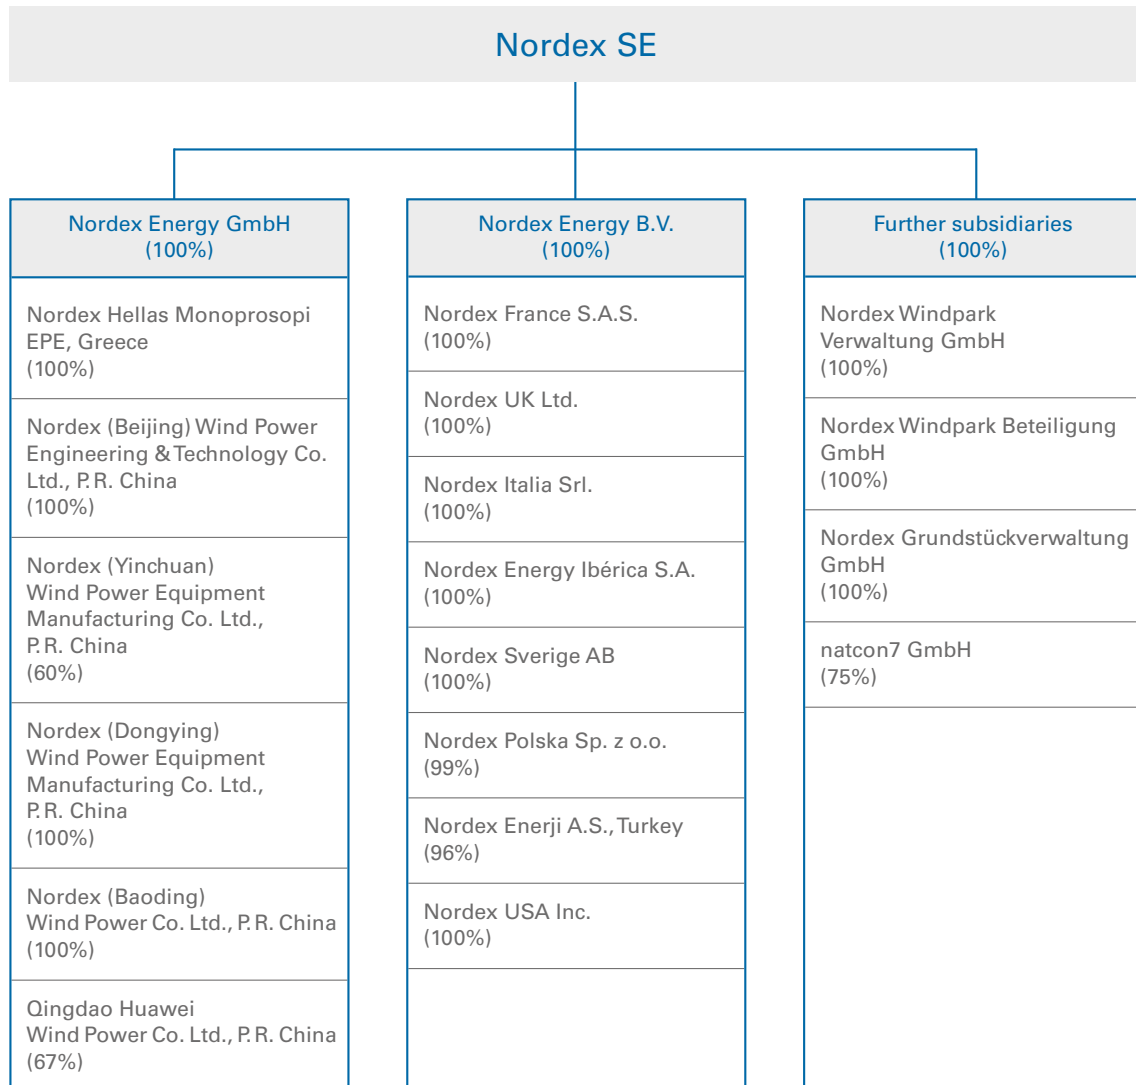 Nordex SE
Nordex Energy GmbH
(100%)
Nordex Hellas Monoprosopi
EPE, Greece
(100%)
Nordex (Beijing) Wind Power
Engineering & Technology Co.
Ltd., P. R. China
(100%)
Nordex (Yinchuan)
Wind Power Equipment
Manufacturing Co. Ltd.,
P. R. China
(60%)
Nordex (Dongying)
Wind Power Equipment
Manufacturing Co. Ltd.,
P. R. China
(100%)
Nordex (Baoding)
Wind Power Co. Ltd., P. R. China
(100%)
Qingdao Huawei
Wind Power Co. Ltd., P. R. China
(67%)
Nordex Energy B.V.
(100%)
Nordex France S.A.S.
(100%)
Nordex UK Ltd.
(100%)
Nordex Italia Srl.
(100%)
Nordex Energy Ibérica S.A.
(100%)
Nordex Sverige AB
(100%)
Nordex Polska Sp. z o.o.
(99%)
Nordex Enerji A.S., Turkey
(96%)
Nordex USA Inc.
(100%)
Further subsidiaries
(100%)
Nordex Windpark
Verwaltung GmbH
(100%)
Nordex Windpark Beteiligung
GmbH
(100%)
Nordex Grundstückverwaltung
GmbH
(100%)
natcon7 GmbH
(75%)